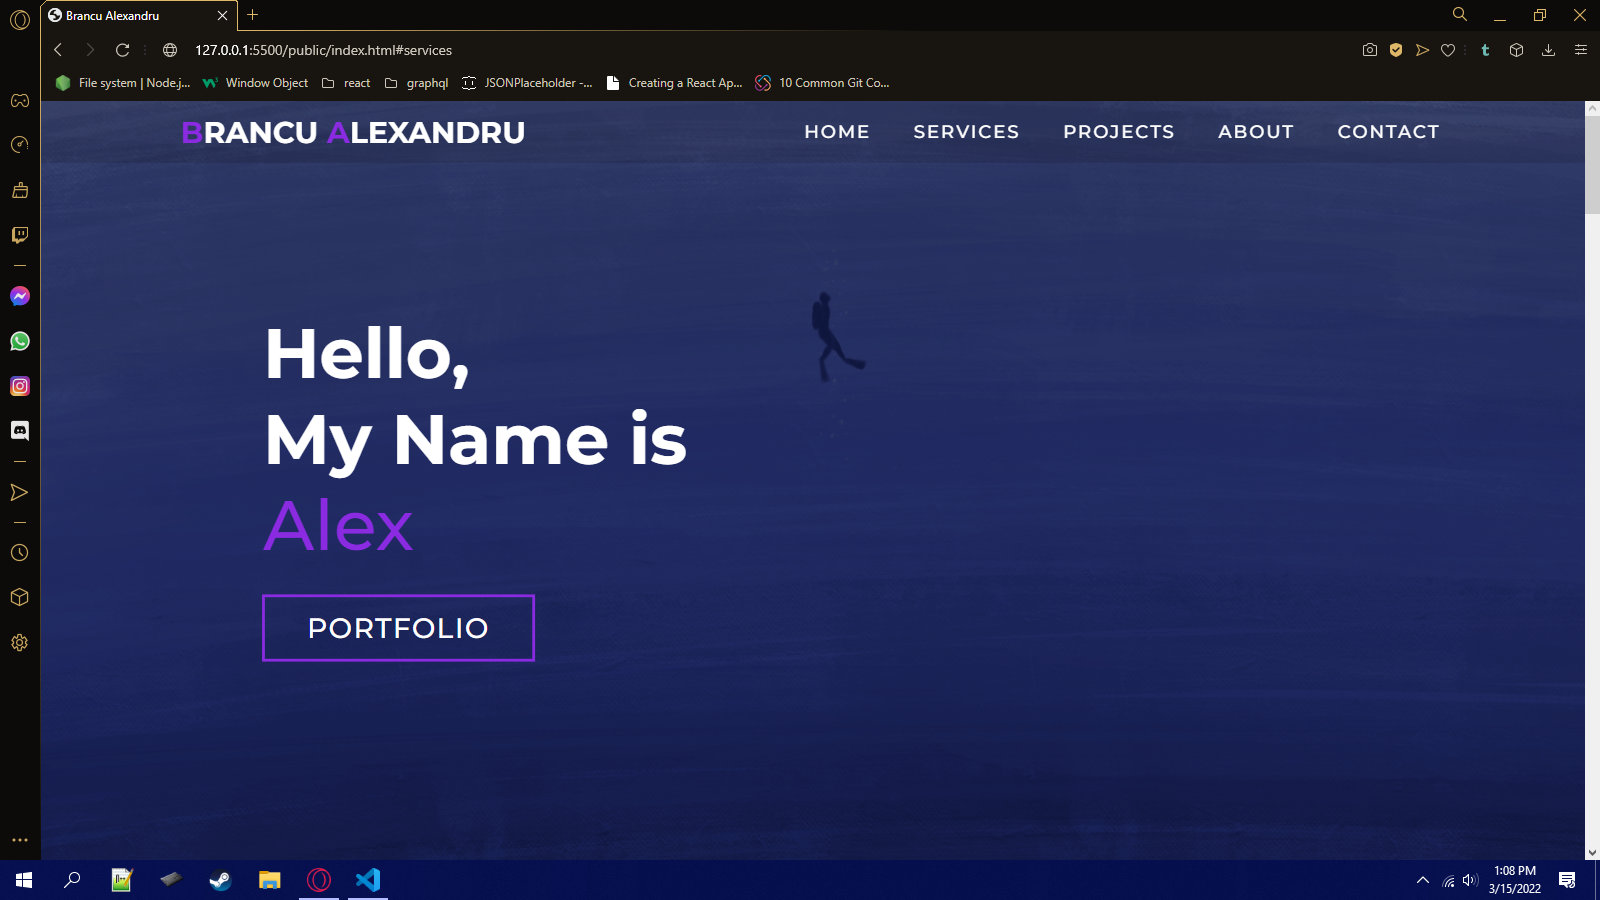 Brancu Alexandru
127.0.0.1:5500/public/index.html#services
File system | Node.j... Window Object react graphql JSONPlaceholder -... Creating a React Ap... 10 Common Git Co...
BRANCU ALEXANDRU HOME SERVICES PROJECTS ABOUT CONTACT
Hello,
My Name is
Alex
PORTFOLIO
1:08 PM
3/15/2022